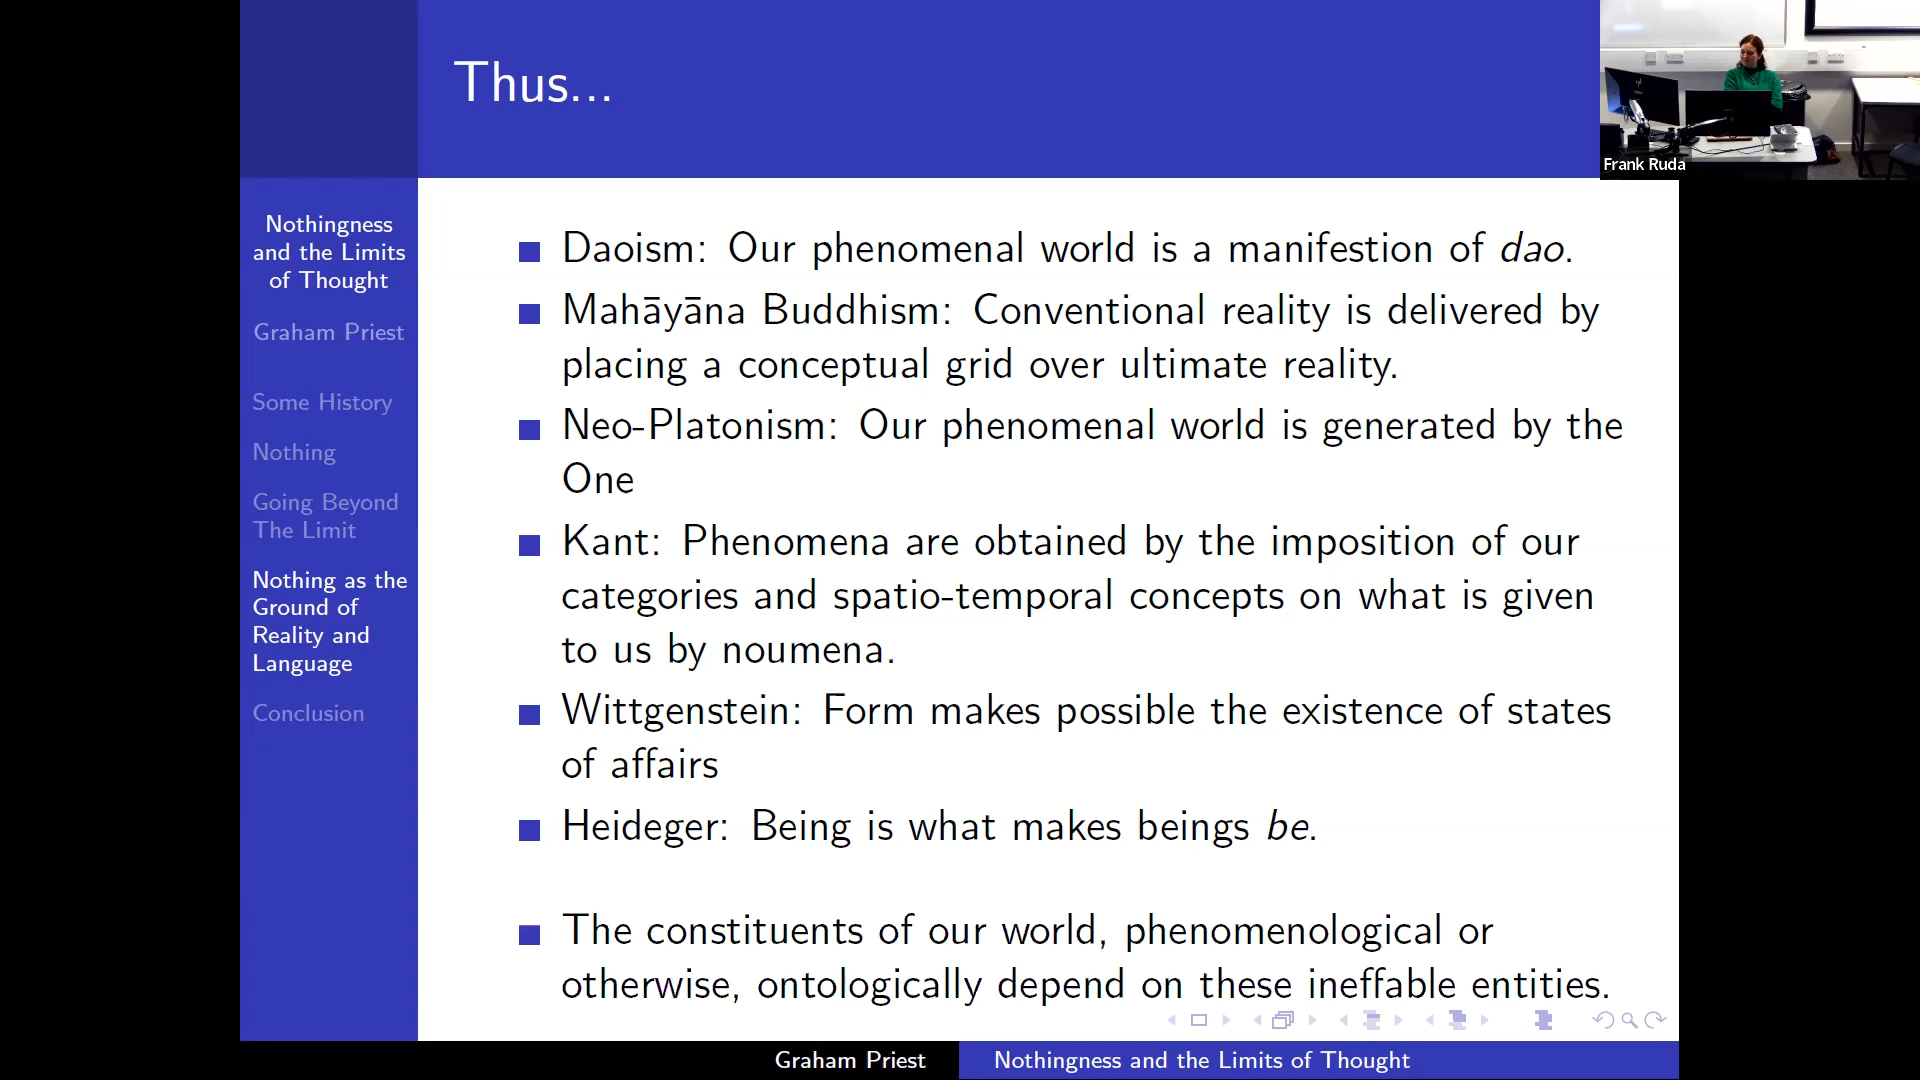 Thus...
Frank Ruda
Nothingness
and the Limits
of Thought
Graham Priest
Some History
Nothing
Going Beyond
The Limit
Nothing as the
Ground of
Reality and
Language
Conclusion
Daoism: Our phenomenal world is a manifestion of dao.
Mahāyāna Buddhism: Conventional reality is delivered by
placing a conceptual grid over ultimate reality.
Neo-Platonism: Our phenomenal world is generated by the
One
Kant: Phenomena are obtained by the imposition of our
categories and spatio-temporal concepts on what is given
to us by noumena.
Wittgenstein: Form makes possible the existence of states
of affairs
Heideger: Being is what makes beings be.
The constituents of our world, phenomenological or
otherwise, ontologically depend on these ineffable entities.
Graham Priest
Nothingness and the Limits of Thought